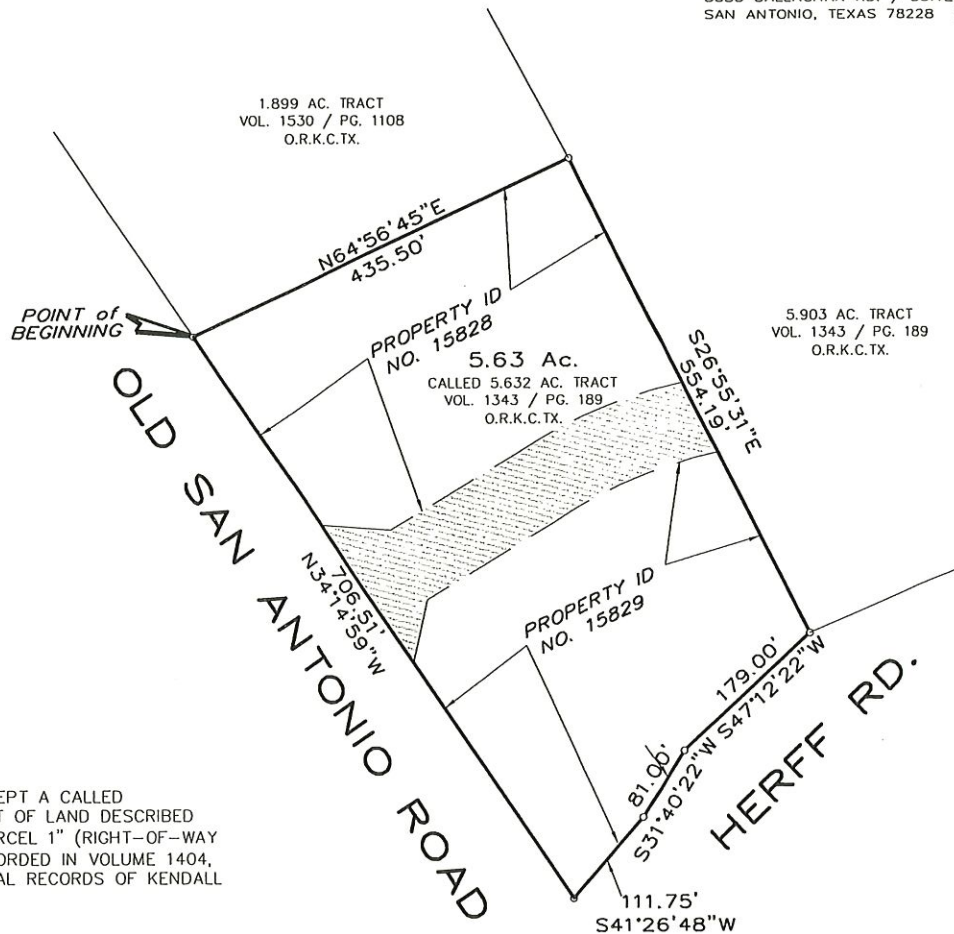 SAN ANTONIO, TEXAS 78228
1.899 AC. TRACT
VOL. 1530 / PG. 1108
O.R.K.C.TX.
N64°56'45"E
435.50'
POINT of
BEGINNING
PROPERTY ID
NO. 15828
5.63 Ac.
CALLED 5.632 AC. TRACT
VOL. 1343 / PG. 189
O.R.K.C.TX.
S26°55'31"E
554.19'
5.903 AC. TRACT
VOL. 1343 / PG. 189
O.R.K.C.TX.
OLD SAN ANTONIO ROAD
706.51'
N34°14'59"W
PROPERTY ID
NO. 15829
179.00'
S47°12'22"W
81.00'
S31°40'22"W
HERFF RD.
111.75'
S41°26'48"W
EPT A CALLED
T OF LAND DESCRIBED
RCEL 1" (RIGHT-OF-WAY
ORDED IN VOLUME 1404,
AL RECORDS OF KENDALL